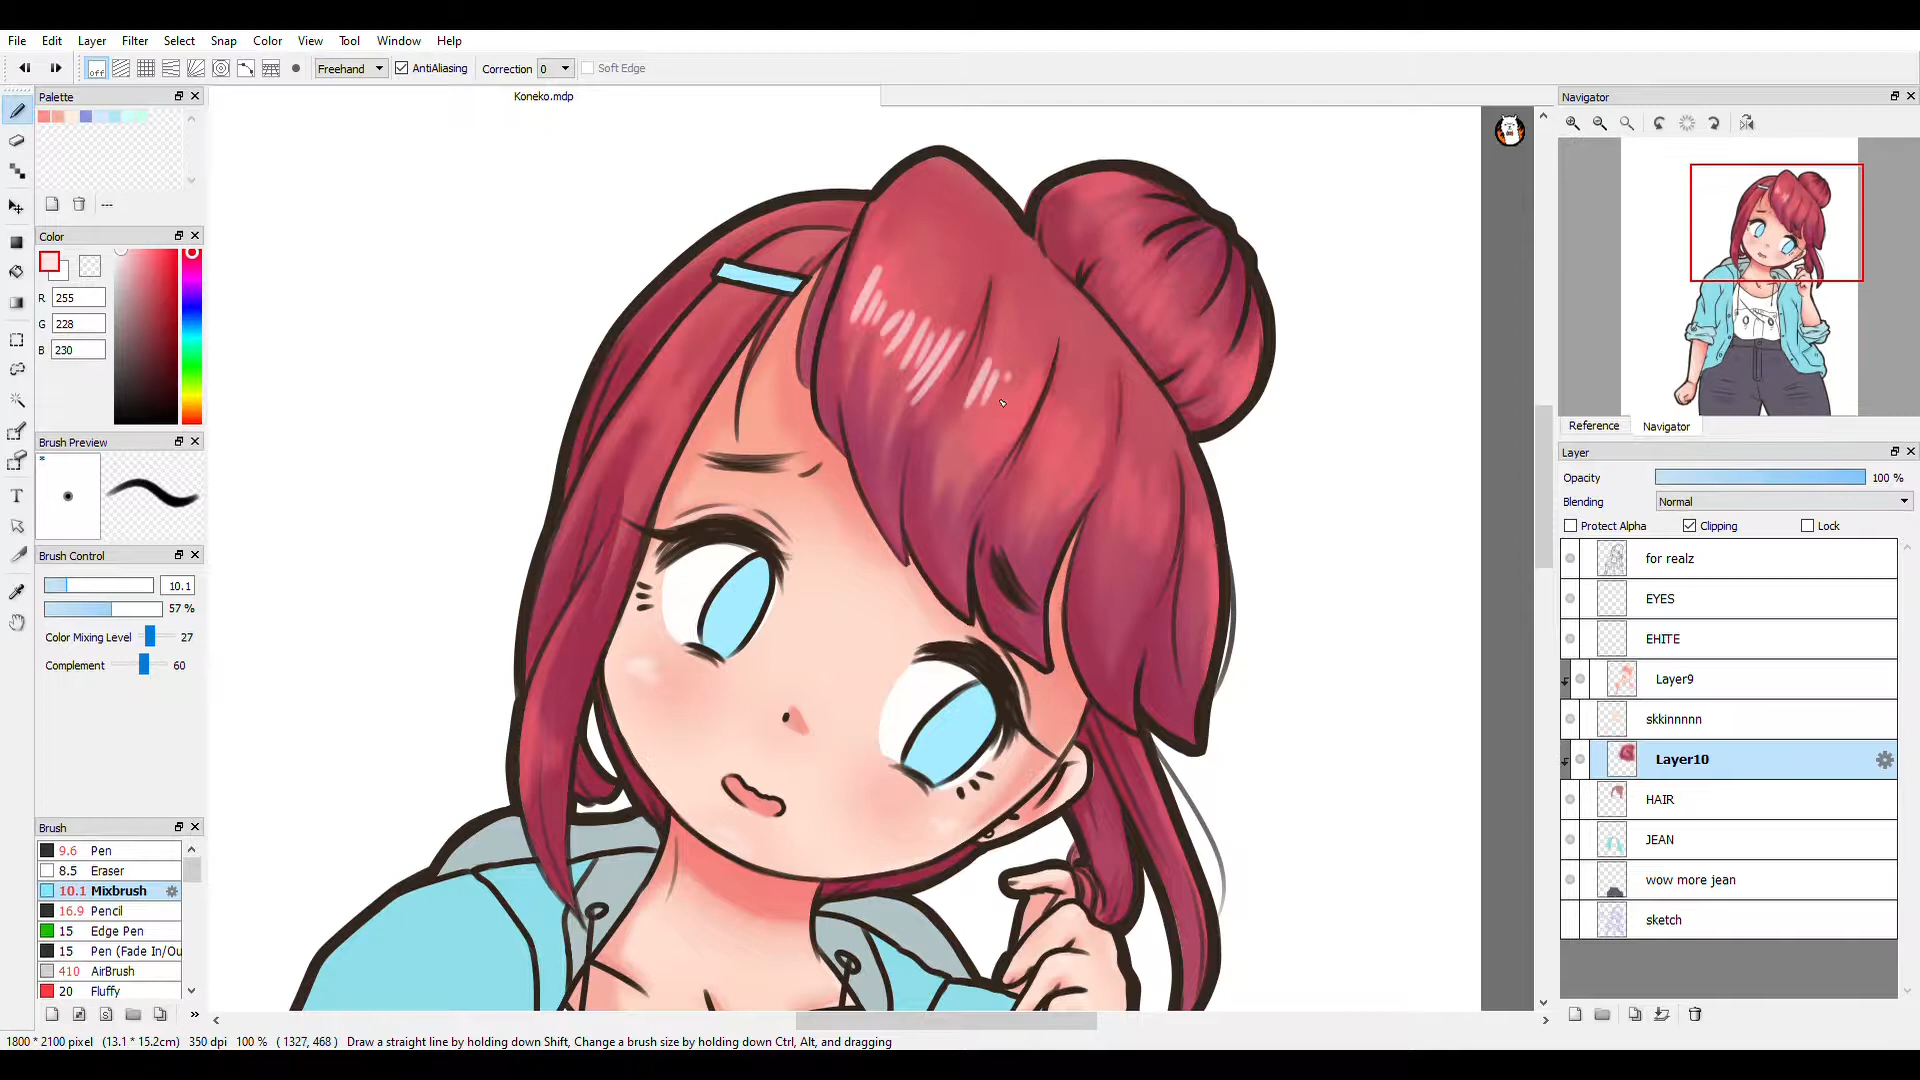 File Edit Layer Filter Select Snap Color View Tool Window Help
off Freehand AntiAliasing Correction 0 Soft Edge
Palette
Koneko.mdp
Navigator
---
Color
R 255
G 228
B 230
Reference Navigator
Brush Preview
Layer
Opacity 100 %
Blending Normal
Protect Alpha Clipping Lock
Brush Control
10.1
57 %
Color Mixing Level 27
Complement 60
for realz
EYES
EHITE
Layer9
skkinnnnn
Layer10
HAIR
JEAN
wow more jean
sketch
Brush
9.6 Pen
8.5 Eraser
10.1 Mixbrush
16.9 Pencil
15 Edge Pen
15 Pen (Fade In/Ou
410 AirBrush
20 Fluffy
1800 * 2100 pixel (13.1 * 15.2cm) 350 dpi 100 % ( 1327, 468 ) Draw a straight line by holding down Shift, Change a brush size by holding down Ctrl, Alt, and dragging